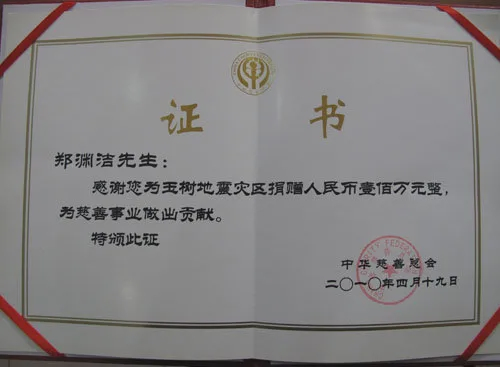 证 书
郑渊洁先生：
感谢您为玉树地震灾区捐赠人民币壹佰万元整，
为慈善事业做出贡献。
特颁此证
中华慈善总会
二〇一〇年四月十九日